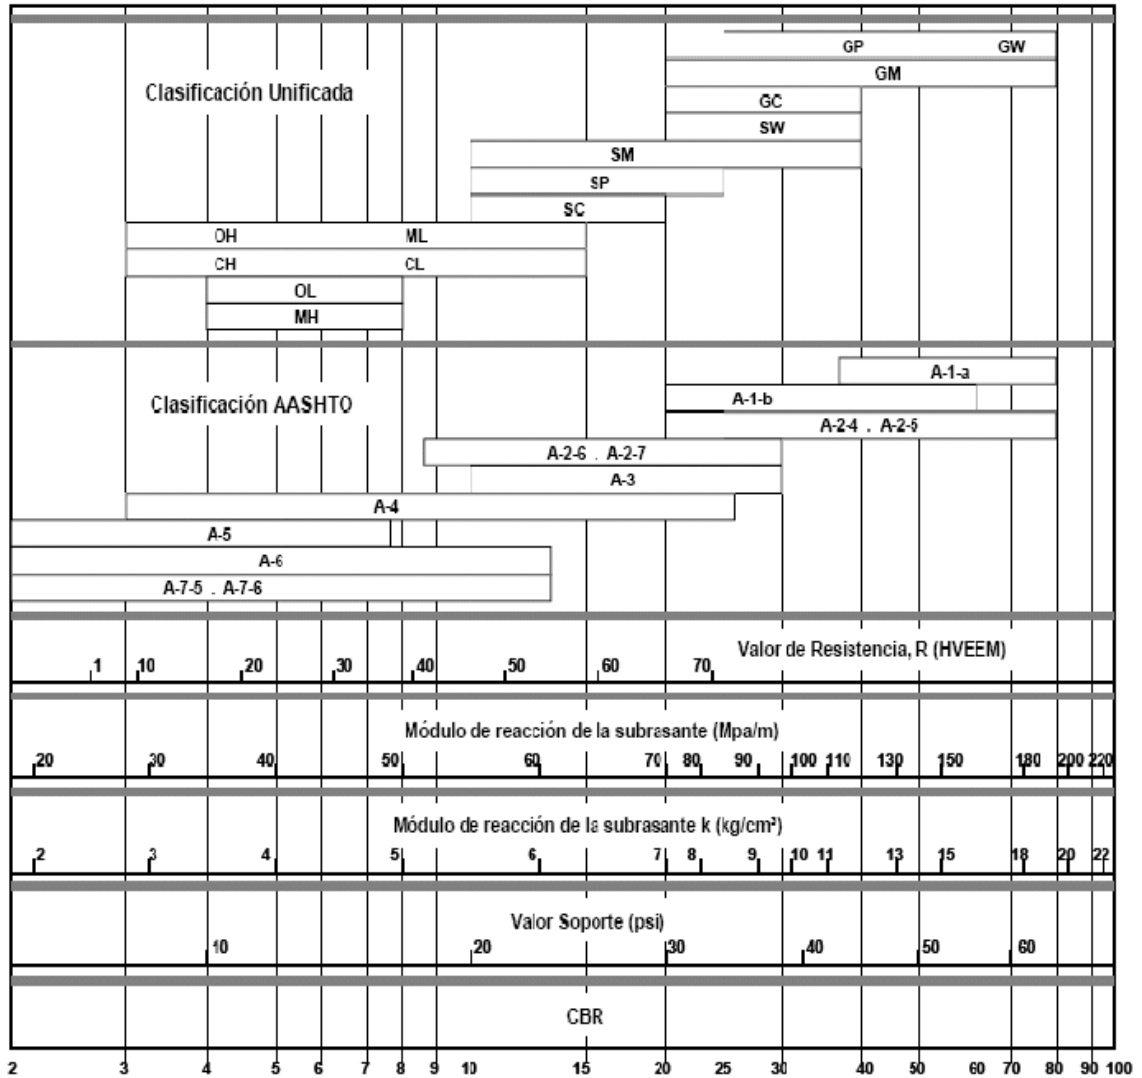 GP GW
GM
Clasificación Unificada
GC
SW
SM
SP
SC
OH ML
CH CL
OL
MH
A-1-a
A-1-b
Clasificación AASHTO
A-2-4 . A-2-5
A-2-6 . A-2-7
A-3
A-4
A-5
A-6
A-7-5 . A-7-6
Valor de Resistencia, R (HVEEM)
1 10 20 30 40 50 60 70
Módulo de reacción de la subrasante (Mpa/m)
20 30 40 50 60 70 80 90 100 110 130 150 180 200 220
Módulo de reacción de la subrasante k (kg/cm²)
2 3 4 5 6 7 8 9 10 11 13 15 18 20 22
Valor Soporte (psi)
10 20 30 40 50 60
CBR
2 3 4 5 6 7 8 9 10 15 20 30 40 50 60 70 80 90 100